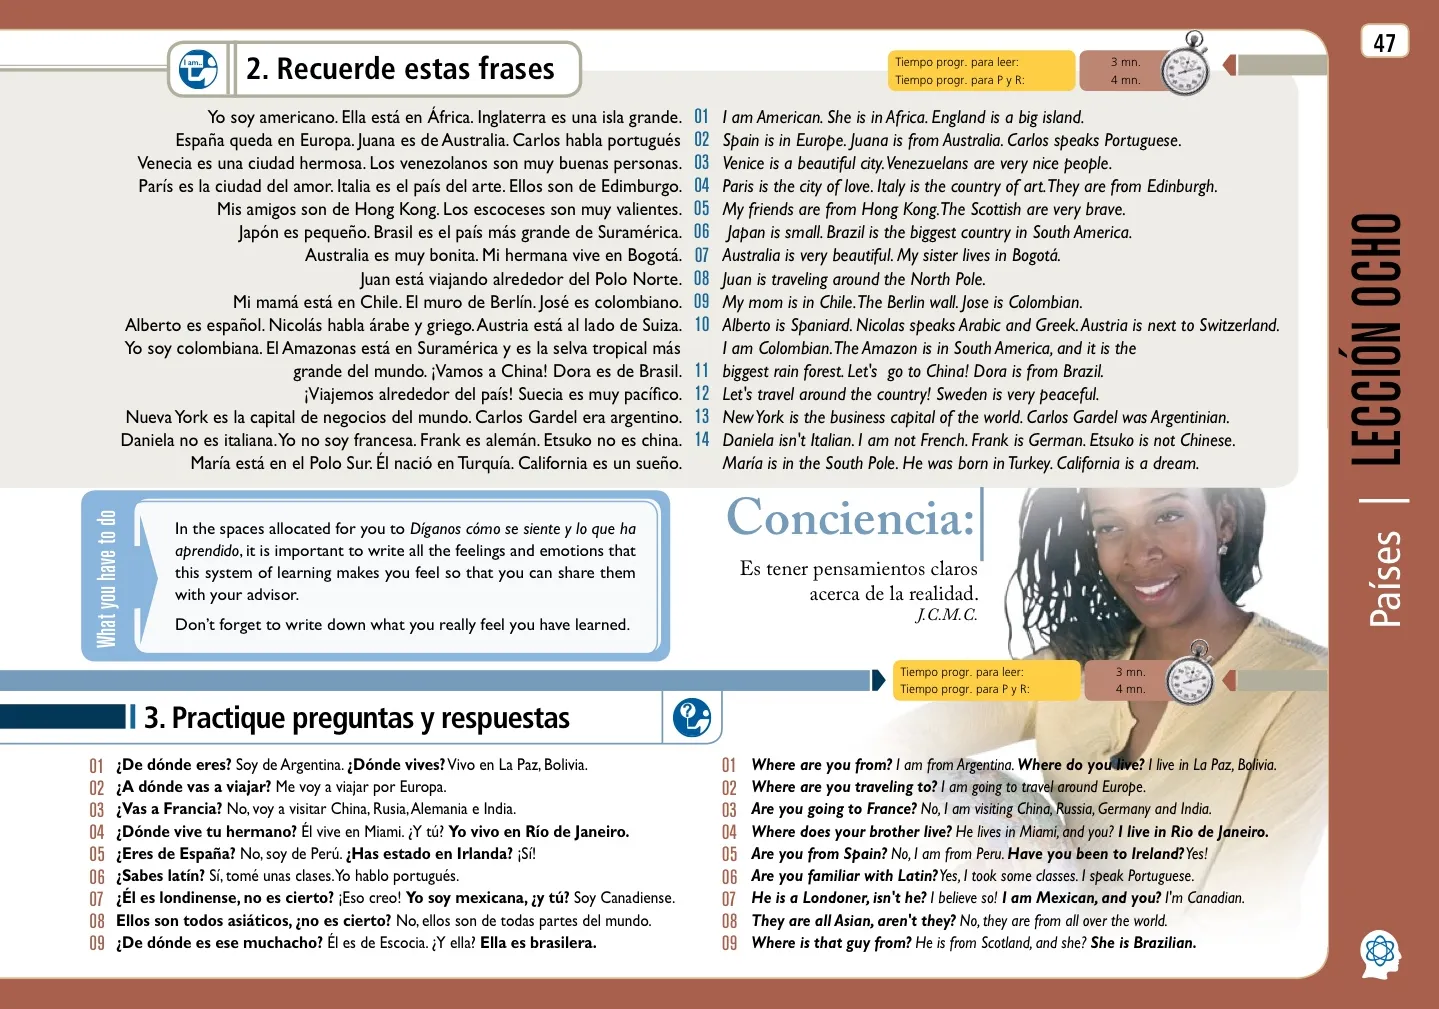 47
I am...
2. Recuerde estas frases
Tiempo progr. para leer: 3 mn.
Tiempo progr. para P y R: 4 mn.
Yo soy americano. Ella está en África. Inglaterra es una isla grande. 01 I am American. She is in Africa. England is a big island.
España queda en Europa. Juana es de Australia. Carlos habla portugués 02 Spain is in Europe. Juana is from Australia. Carlos speaks Portuguese.
Venecia es una ciudad hermosa. Los venezolanos son muy buenas personas. 03 Venice is a beautiful city. Venezuelans are very nice people.
París es la ciudad del amor. Italia es el país del arte. Ellos son de Edimburgo. 04 Paris is the city of love. Italy is the country of art. They are from Edinburgh.
Mis amigos son de Hong Kong. Los escoceses son muy valientes. 05 My friends are from Hong Kong. The Scottish are very brave.
Japón es pequeño. Brasil es el país más grande de Suramérica. 06 Japan is small. Brazil is the biggest country in South America.
Australia es muy bonita. Mi hermana vive en Bogotá. 07 Australia is very beautiful. My sister lives in Bogotá.
Juan está viajando alrededor del Polo Norte. 08 Juan is traveling around the North Pole.
Mi mamá está en Chile. El muro de Berlín. José es colombiano. 09 My mom is in Chile. The Berlin wall. Jose is Colombian.
Alberto es español. Nicolás habla árabe y griego. Austria está al lado de Suiza. 10 Alberto is Spaniard. Nicolas speaks Arabic and Greek. Austria is next to Switzerland.
Yo soy colombiana. El Amazonas está en Suramérica y es la selva tropical más I am Colombian. The Amazon is in South America, and it is the
grande del mundo. ¡Vamos a China! Dora es de Brasil. 11 biggest rain forest. Let's go to China! Dora is from Brazil.
¡Viajemos alrededor del país! Suecia es muy pacífico. 12 Let's travel around the country! Sweden is very peaceful.
Nueva York es la capital de negocios del mundo. Carlos Gardel era argentino. 13 New York is the business capital of the world. Carlos Gardel was Argentinian.
Daniela no es italiana. Yo no soy francesa. Frank es alemán. Etsuko no es china. 14 Daniela isn't Italian. I am not French. Frank is German. Etsuko is not Chinese.
María está en el Polo Sur. Él nació en Turquía. California es un sueño. María is in the South Pole. He was born in Turkey. California is a dream.
What you have to do
In the spaces allocated for you to Díganos cómo se siente y lo que ha
aprendido, it is important to write all the feelings and emotions that
this system of learning makes you feel so that you can share them
with your advisor.
Don't forget to write down what you really feel you have learned.
Conciencia:
Es tener pensamientos claros
acerca de la realidad.
J.C.M.C.
Tiempo progr. para leer: 3 mn.
Tiempo progr. para P y R: 4 mn.
3. Practique preguntas y respuestas
?
01 ¿De dónde eres? Soy de Argentina. ¿Dónde vives? Vivo en La Paz, Bolivia.
02 ¿A dónde vas a viajar? Me voy a viajar por Europa.
03 ¿Vas a Francia? No, voy a visitar China, Rusia, Alemania e India.
04 ¿Dónde vive tu hermano? Él vive en Miami. ¿Y tú? Yo vivo en Río de Janeiro.
05 ¿Eres de España? No, soy de Perú. ¿Has estado en Irlanda? ¡Sí!
06 ¿Sabes latín? Sí, tomé unas clases. Yo hablo portugués.
07 ¿Él es londinense, no es cierto? ¡Eso creo! Yo soy mexicana, ¿y tú? Soy Canadiense.
08 Ellos son todos asiáticos, ¿no es cierto? No, ellos son de todas partes del mundo.
09 ¿De dónde es ese muchacho? Él es de Escocia. ¿Y ella? Ella es brasilera.
01 Where are you from? I am from Argentina. Where do you live? I live in La Paz, Bolivia.
02 Where are you traveling to? I am going to travel around Europe.
03 Are you going to France? No, I am visiting China, Russia, Germany and India.
04 Where does your brother live? He lives in Miami, and you? I live in Rio de Janeiro.
05 Are you from Spain? No, I am from Peru. Have you been to Ireland? Yes!
06 Are you familiar with Latin? Yes, I took some classes. I speak Portuguese.
07 He is a Londoner, isn't he? I believe so! I am Mexican, and you? I'm Canadian.
08 They are all Asian, aren't they? No, they are from all over the world.
09 Where is that guy from? He is from Scotland, and she? She is Brazilian.
Países | LECCIÓN OCHO